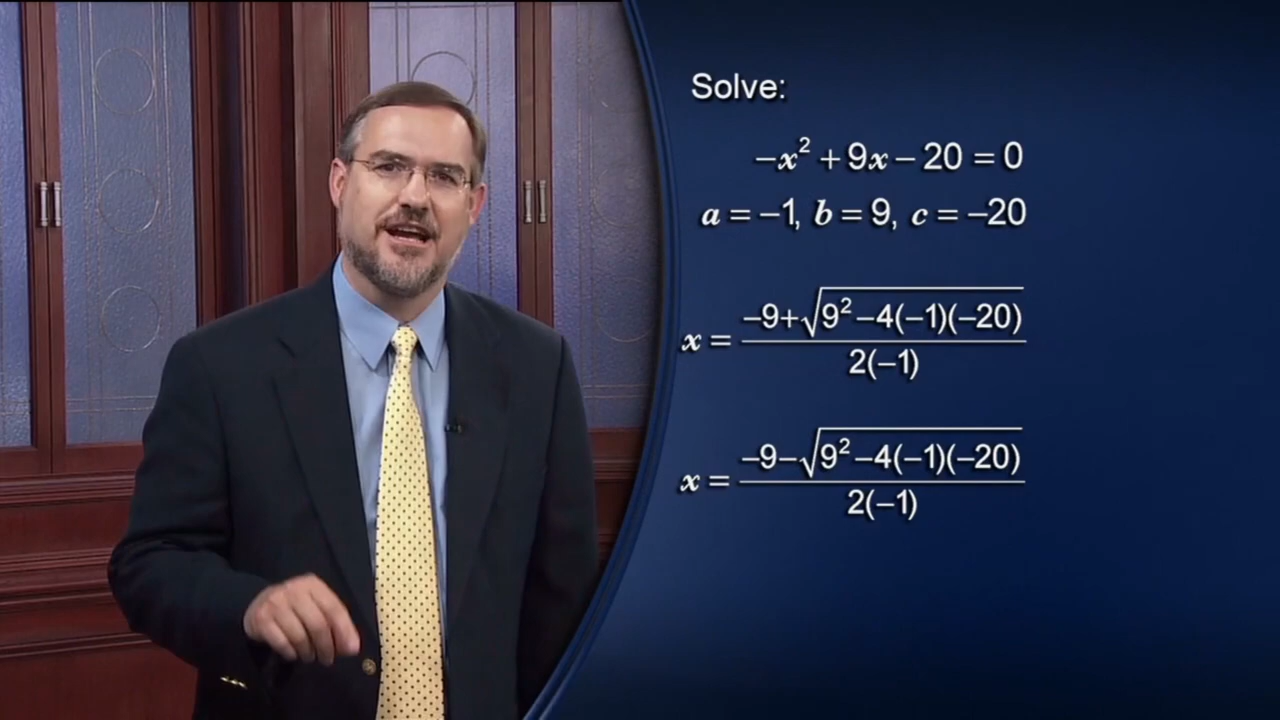 Solve:
−x² + 9x − 20 = 0
a = −1, b = 9, c = −20
x = −9+√9²−4(−1)(−20)
2(−1)
x = −9−√9²−4(−1)(−20)
2(−1)